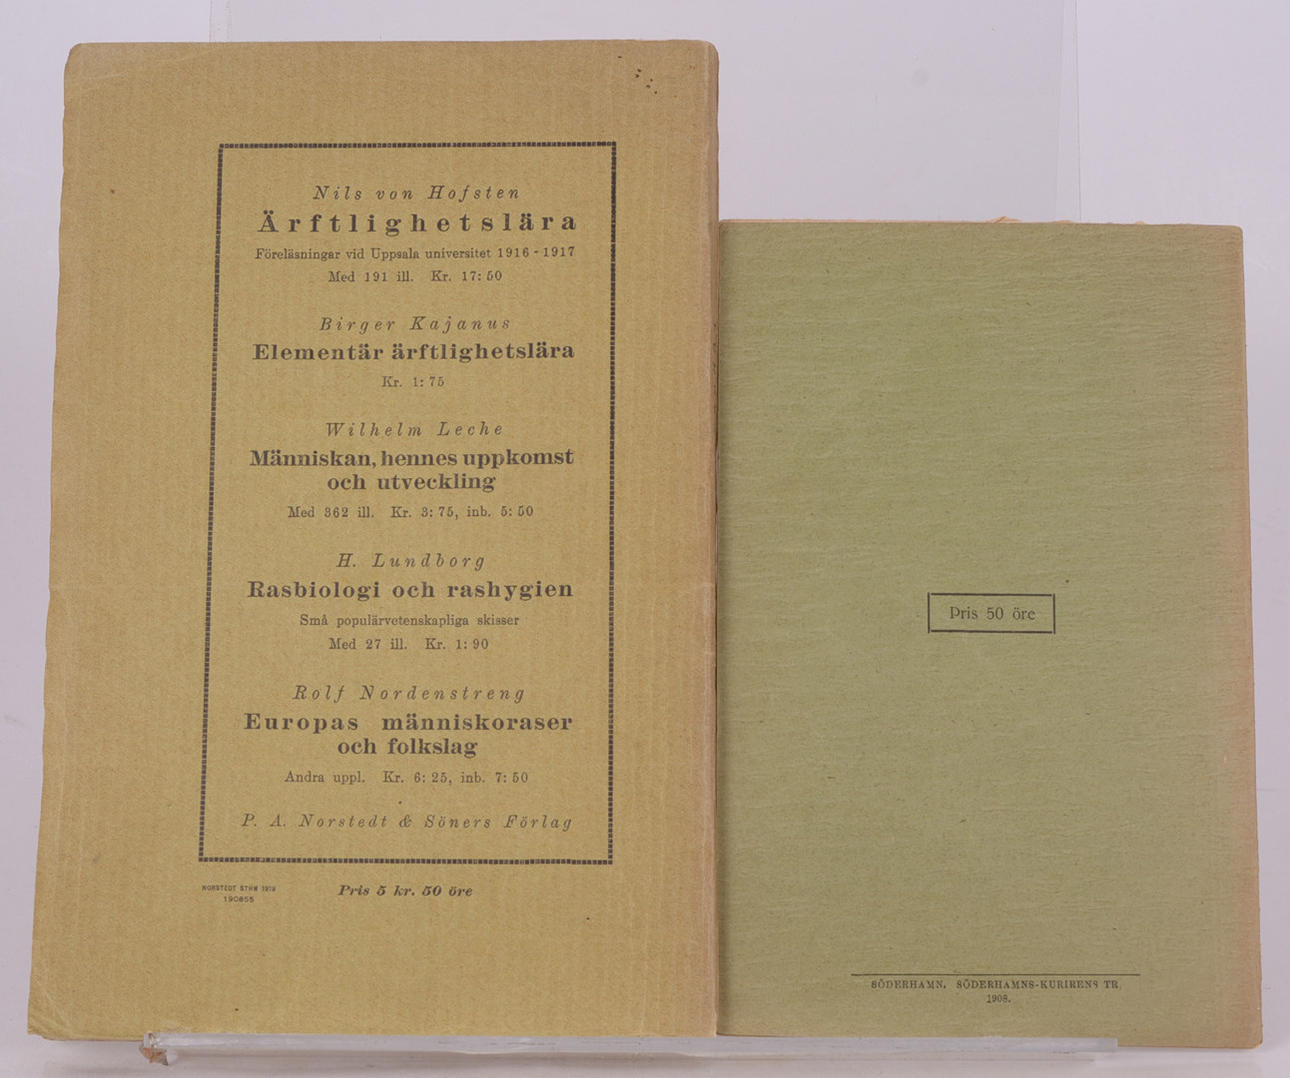 Nils von Hofsten
Ärftlighetslära
Föreläsningar vid Uppsala universitet 1916-1917
Med 191 ill. Kr. 17:50
Birger Kajanus
Elementär ärftlighetslära
Kr. 1:75
Wilhelm Leche
Människan, hennes uppkomst
och utveckling
Med 362 ill. Kr. 3:75, inb. 5:50
H. Lundborg
Rasbiologi och rashygien
Små populärvetenskapliga skisser
Med 27 ill. Kr. 1:90
Rolf Nordenstreng
Europas människoraser
och folkslag
Andra uppl. Kr. 6:25, inb. 7:50
P. A. Norstedt & Söners Förlag
NORSTEDT STHM 1919
190855
Pris 5 kr. 50 öre
Pris 50 öre
SÖDERHAMN. SÖDERHAMNS-KURIRENS TR.
1908.